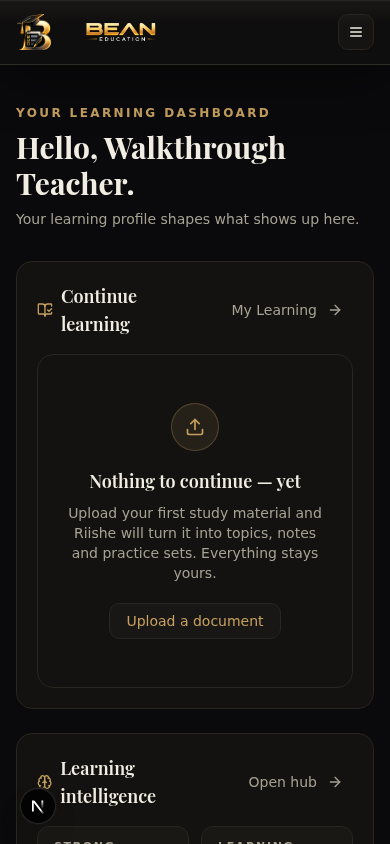 BEAN
EDUCATION
YOUR LEARNING DASHBOARD
Hello, Walkthrough
Teacher.
Your learning profile shapes what shows up here.
Continue
learning
My Learning
Nothing to continue — yet
Upload your first study material and
Riishe will turn it into topics, notes
and practice sets. Everything stays
yours.
Upload a document
Learning
intelligence
Open hub
N
STRONG
LEARNING